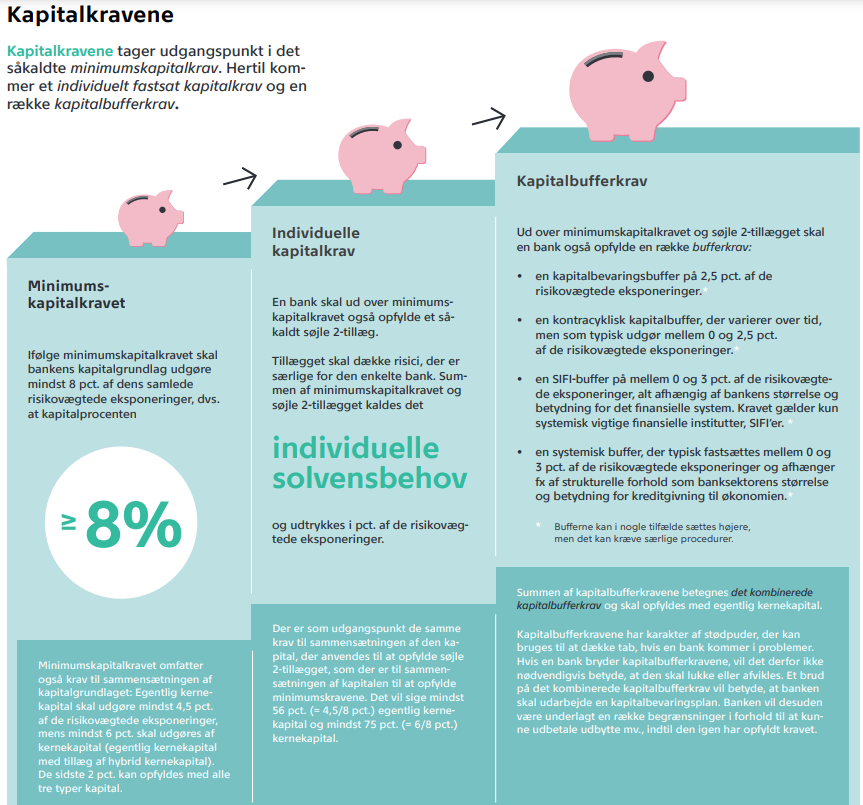 Kapitalkravene
Kapitalkravene tager udgangspunkt i det
såkaldte minimumskapitalkrav. Hertil kom-
mer et individuelt fastsat kapitalkrav og en
række kapitalbufferkrav.
Minimums-
kapitalkravet
Ifølge minimumskapitalkravet skal
bankens kapitalgrundlag udgøre
mindst 8 pct. af dens samlede
risikovægtede eksponeringer, dvs.
at kapitalprocenten
≥ 8%
Minimumskapitalkravet omfatter
også krav til sammensætningen af
kapitalgrundlaget: Egentlig kerne-
kapital skal udgøre mindst 4,5 pct.
af de risikovægtede eksponeringer,
mens mindst 6 pct. skal udgøres af
kernekapital (egentlig kernekapital
med tillæg af hybrid kernekapital).
De sidste 2 pct. kan opfyldes med alle
tre typer kapital.
Individuelle
kapitalkrav
En bank skal ud over minimums-
kapitalkravet også opfylde et så-
kaldt søjle 2-tillæg.
Tillægget skal dække risici, der er
særlige for den enkelte bank. Sum-
men af minimumskapitalkravet og
søjle 2-tillægget kaldes det
individuelle
solvensbehov
og udtrykkes i pct. af de risikovæg-
tede eksponeringer.
Der er som udgangspunkt de samme
krav til sammensætningen af den ka-
pital, der anvendes til at opfylde søjle
2-tillægget, som der er til sammen-
sætningen af kapitalen til at opfylde
minimumskravene. Det vil sige mindst
56 pct. (= 4,5/8 pct.) egentlig kerne-
kapital og mindst 75 pct. (= 6/8 pct.)
kernekapital.
Kapitalbufferkrav
Ud over minimumskapitalkravet og søjle 2-tillægget skal
en bank også opfylde en række bufferkrav:
• en kapitalbevaringsbuffer på 2,5 pct. af de
risikovægtede eksponeringer.*
• en kontracyklisk kapitalbuffer, der varierer over tid,
men som typisk udgør mellem 0 og 2,5 pct.
af de risikovægtede eksponeringer.*
• en SIFI-buffer på mellem 0 og 3 pct. af de risikovægte-
de eksponeringer, alt afhængig af bankens størrelse og
betydning for det finansielle system. Kravet gælder kun
systemisk vigtige finansielle institutter, SIFI'er. *
• en systemisk buffer, der typisk fastsættes mellem 0 og
3 pct. af de risikovægtede eksponeringer og afhænger
fx af strukturelle forhold som banksektorens størrelse
og betydning for kreditgivning til økonomien.*
* Bufferne kan i nogle tilfælde sættes højere,
men det kan kræve særlige procedurer.
Summen af kapitalbufferkravene betegnes det kombinerede
kapitalbufferkrav og skal opfyldes med egentlig kernekapital.
Kapitalbufferkravene har karakter af stødpuder, der kan
bruges til at dække tab, hvis en bank kommer i problemer.
Hvis en bank bryder kapitalbufferkravene, vil det derfor ikke
nødvendigvis betyde, at den skal lukke eller afvikles. Et brud
på det kombinerede kapitalbufferkrav vil betyde, at banken
skal udarbejde en kapitalbevaringsplan. Banken vil desuden
være underlagt en række begrænsninger i forhold til at kun-
ne udbetale udbytte mv., indtil den igen har opfyldt kravet.